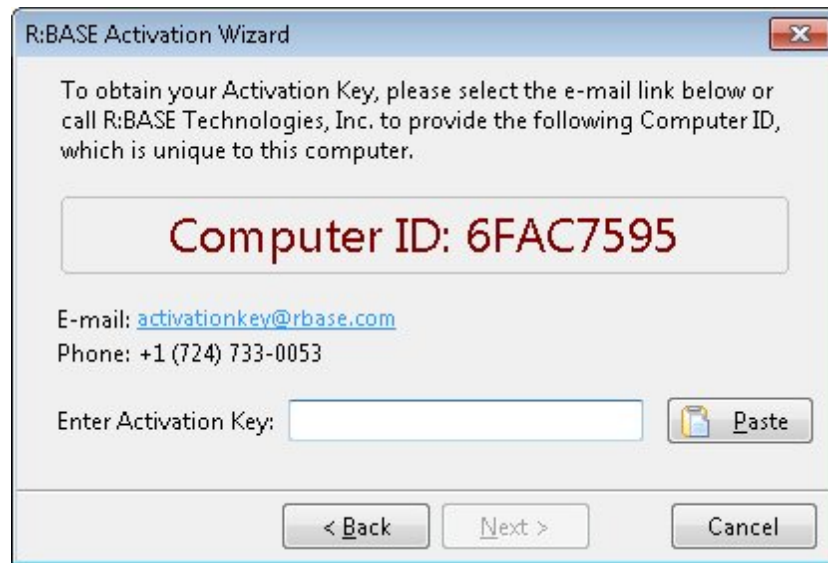 R:BASE Activation Wizard
To obtain your Activation Key, please select the e-mail link below or
call R:BASE Technologies, Inc. to provide the following Computer ID,
which is unique to this computer.
Computer ID: 6FAC7595
E-mail: activationkey@rbase.com
Phone: +1 (724) 733-0053
Enter Activation Key:
Paste
< Back
Next >
Cancel